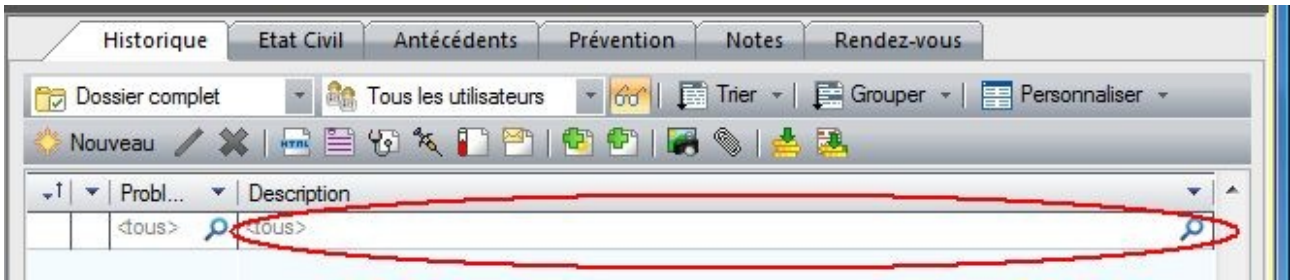 Historique Etat Civil Antécédents Prévention Notes Rendez-vous
Dossier complet Tous les utilisateurs Trier Grouper Personnaliser
Nouveau HTML
Probl... Description
<tous> <tous>